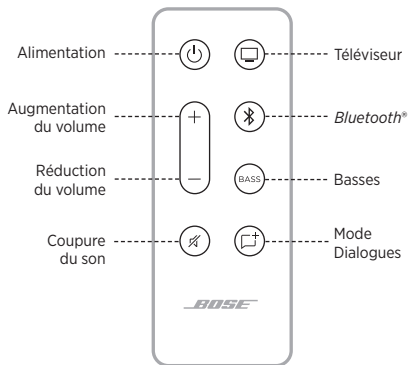 Alimentation
Téléviseur
Augmentation
du volume
+
Bluetooth®
Réduction
du volume
−
BASS
Basses
Coupure
du son
Mode
Dialogues
BOSE